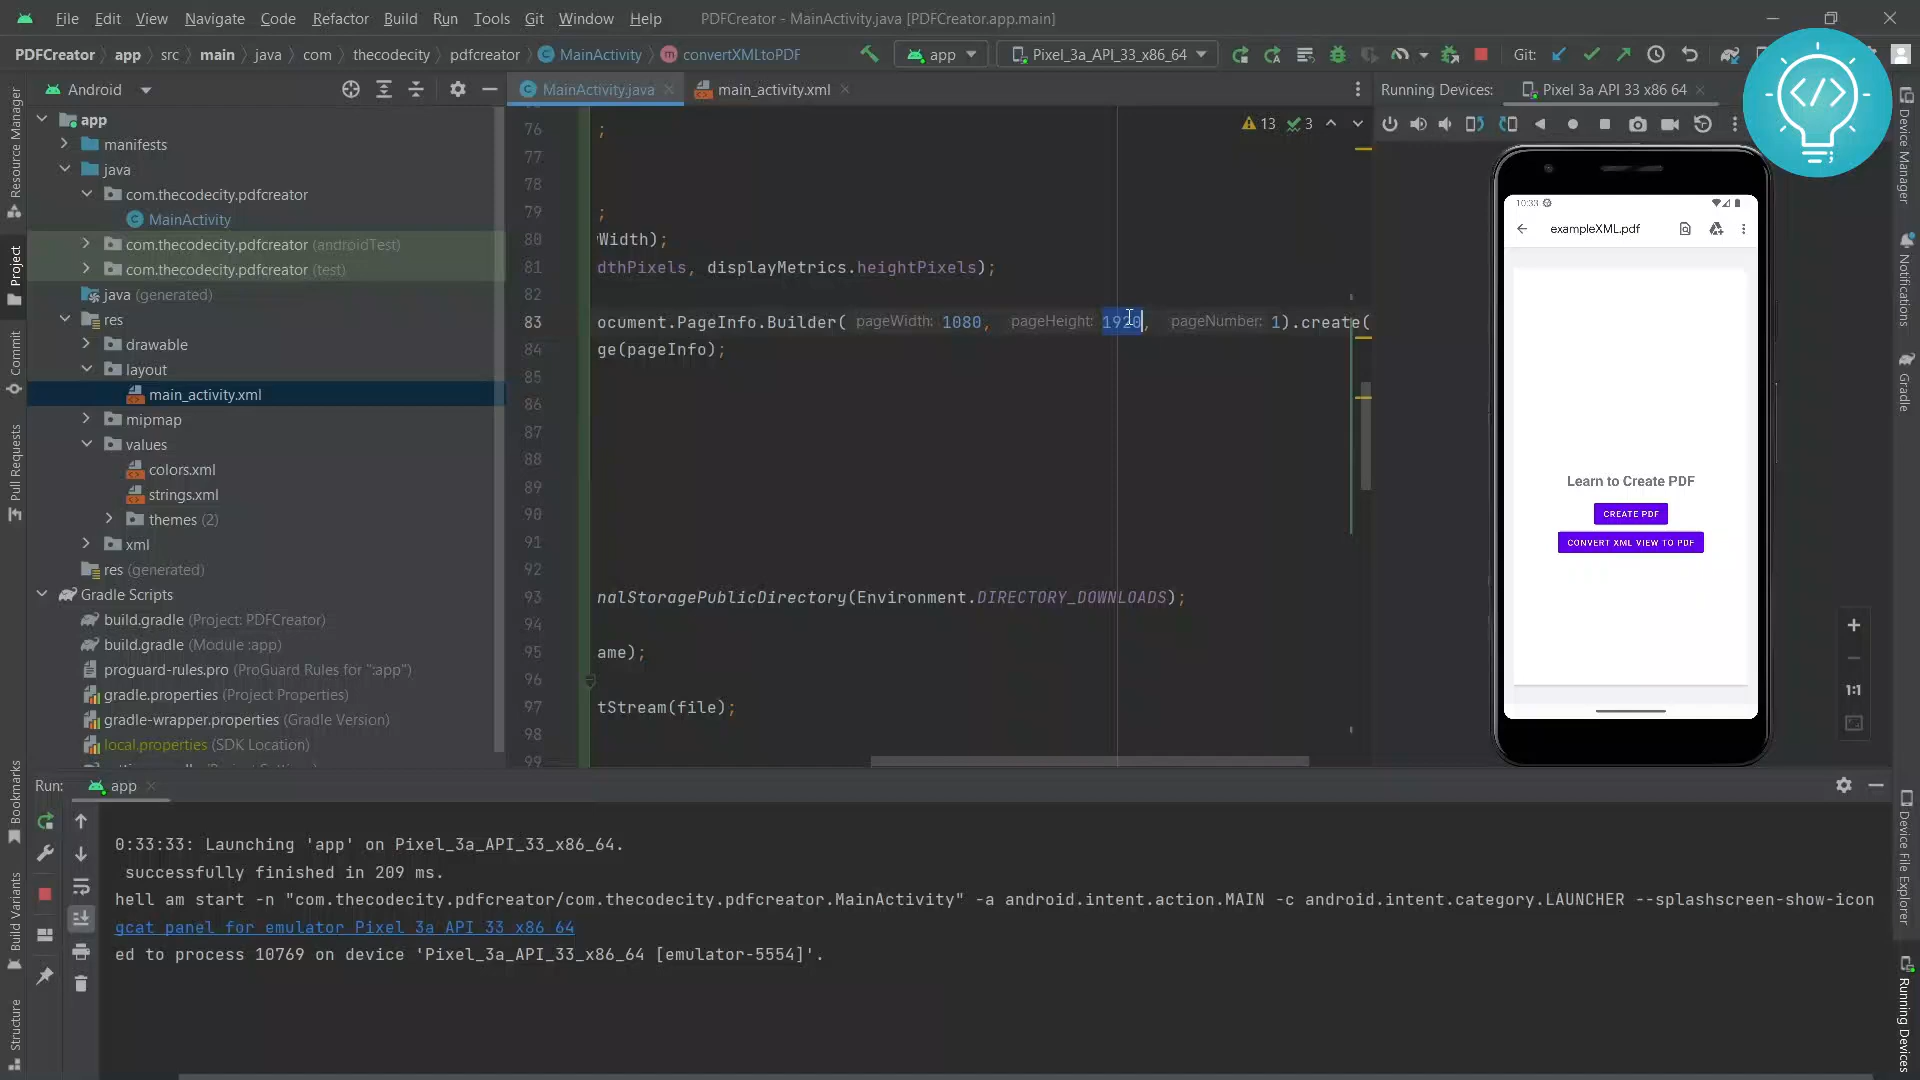 File Edit View Navigate Code Refactor Build Run Tools Git Window Help PDFCreator - MainActivity.java [PDFCreator.app.main]
PDFCreator app src main java com thecodecity pdfcreator MainActivity convertXMLtoPDF app Pixel_3a_API_33_x86_64 Git:
Android
MainActivity.java main_activity.xml
Running Devices: Pixel 3a API 33 x86 64
app
manifests
java
com.thecodecity.pdfcreator
MainActivity
com.thecodecity.pdfcreator (androidTest)
com.thecodecity.pdfcreator (test)
java (generated)
res
drawable
layout
main_activity.xml
mipmap
values
colors.xml
strings.xml
themes (2)
xml
res (generated)
Gradle Scripts
build.gradle (Project: PDFCreator)
build.gradle (Module :app)
proguard-rules.pro (ProGuard Rules for ":app")
gradle.properties (Project Properties)
gradle-wrapper.properties (Gradle Version)
local.properties (SDK Location)
13 3
76 ;
77
78
79 ;
80 Width);
81 dthPixels, displayMetrics.heightPixels);
82
83 ocument.PageInfo.Builder( pageWidth: 1080, pageHeight: 1920, pageNumber: 1).create(
84 ge(pageInfo);
85
86
87
88
89
90
91
92
93 nalStoragePublicDirectory(Environment.DIRECTORY_DOWNLOADS);
94
95 ame);
96
97 tStream(file);
98
99
10:33
exampleXML.pdf
Learn to Create PDF
CREATE PDF
CONVERT XML VIEW TO PDF
1:1
Run: app
0:33:33: Launching 'app' on Pixel_3a_API_33_x86_64.
successfully finished in 209 ms.
hell am start -n "com.thecodecity.pdfcreator/com.thecodecity.pdfcreator.MainActivity" -a android.intent.action.MAIN -c android.intent.category.LAUNCHER --splashscreen-show-icon
gcat panel for emulator Pixel 3a API 33 x86 64
ed to process 10769 on device 'Pixel_3a_API_33_x86_64 [emulator-5554]'.
Resource Manager
Project
Commit
Pull Requests
Bookmarks
Build Variants
Structure
Device Manager
Notifications
Gradle
Device File Explorer
Running Devices